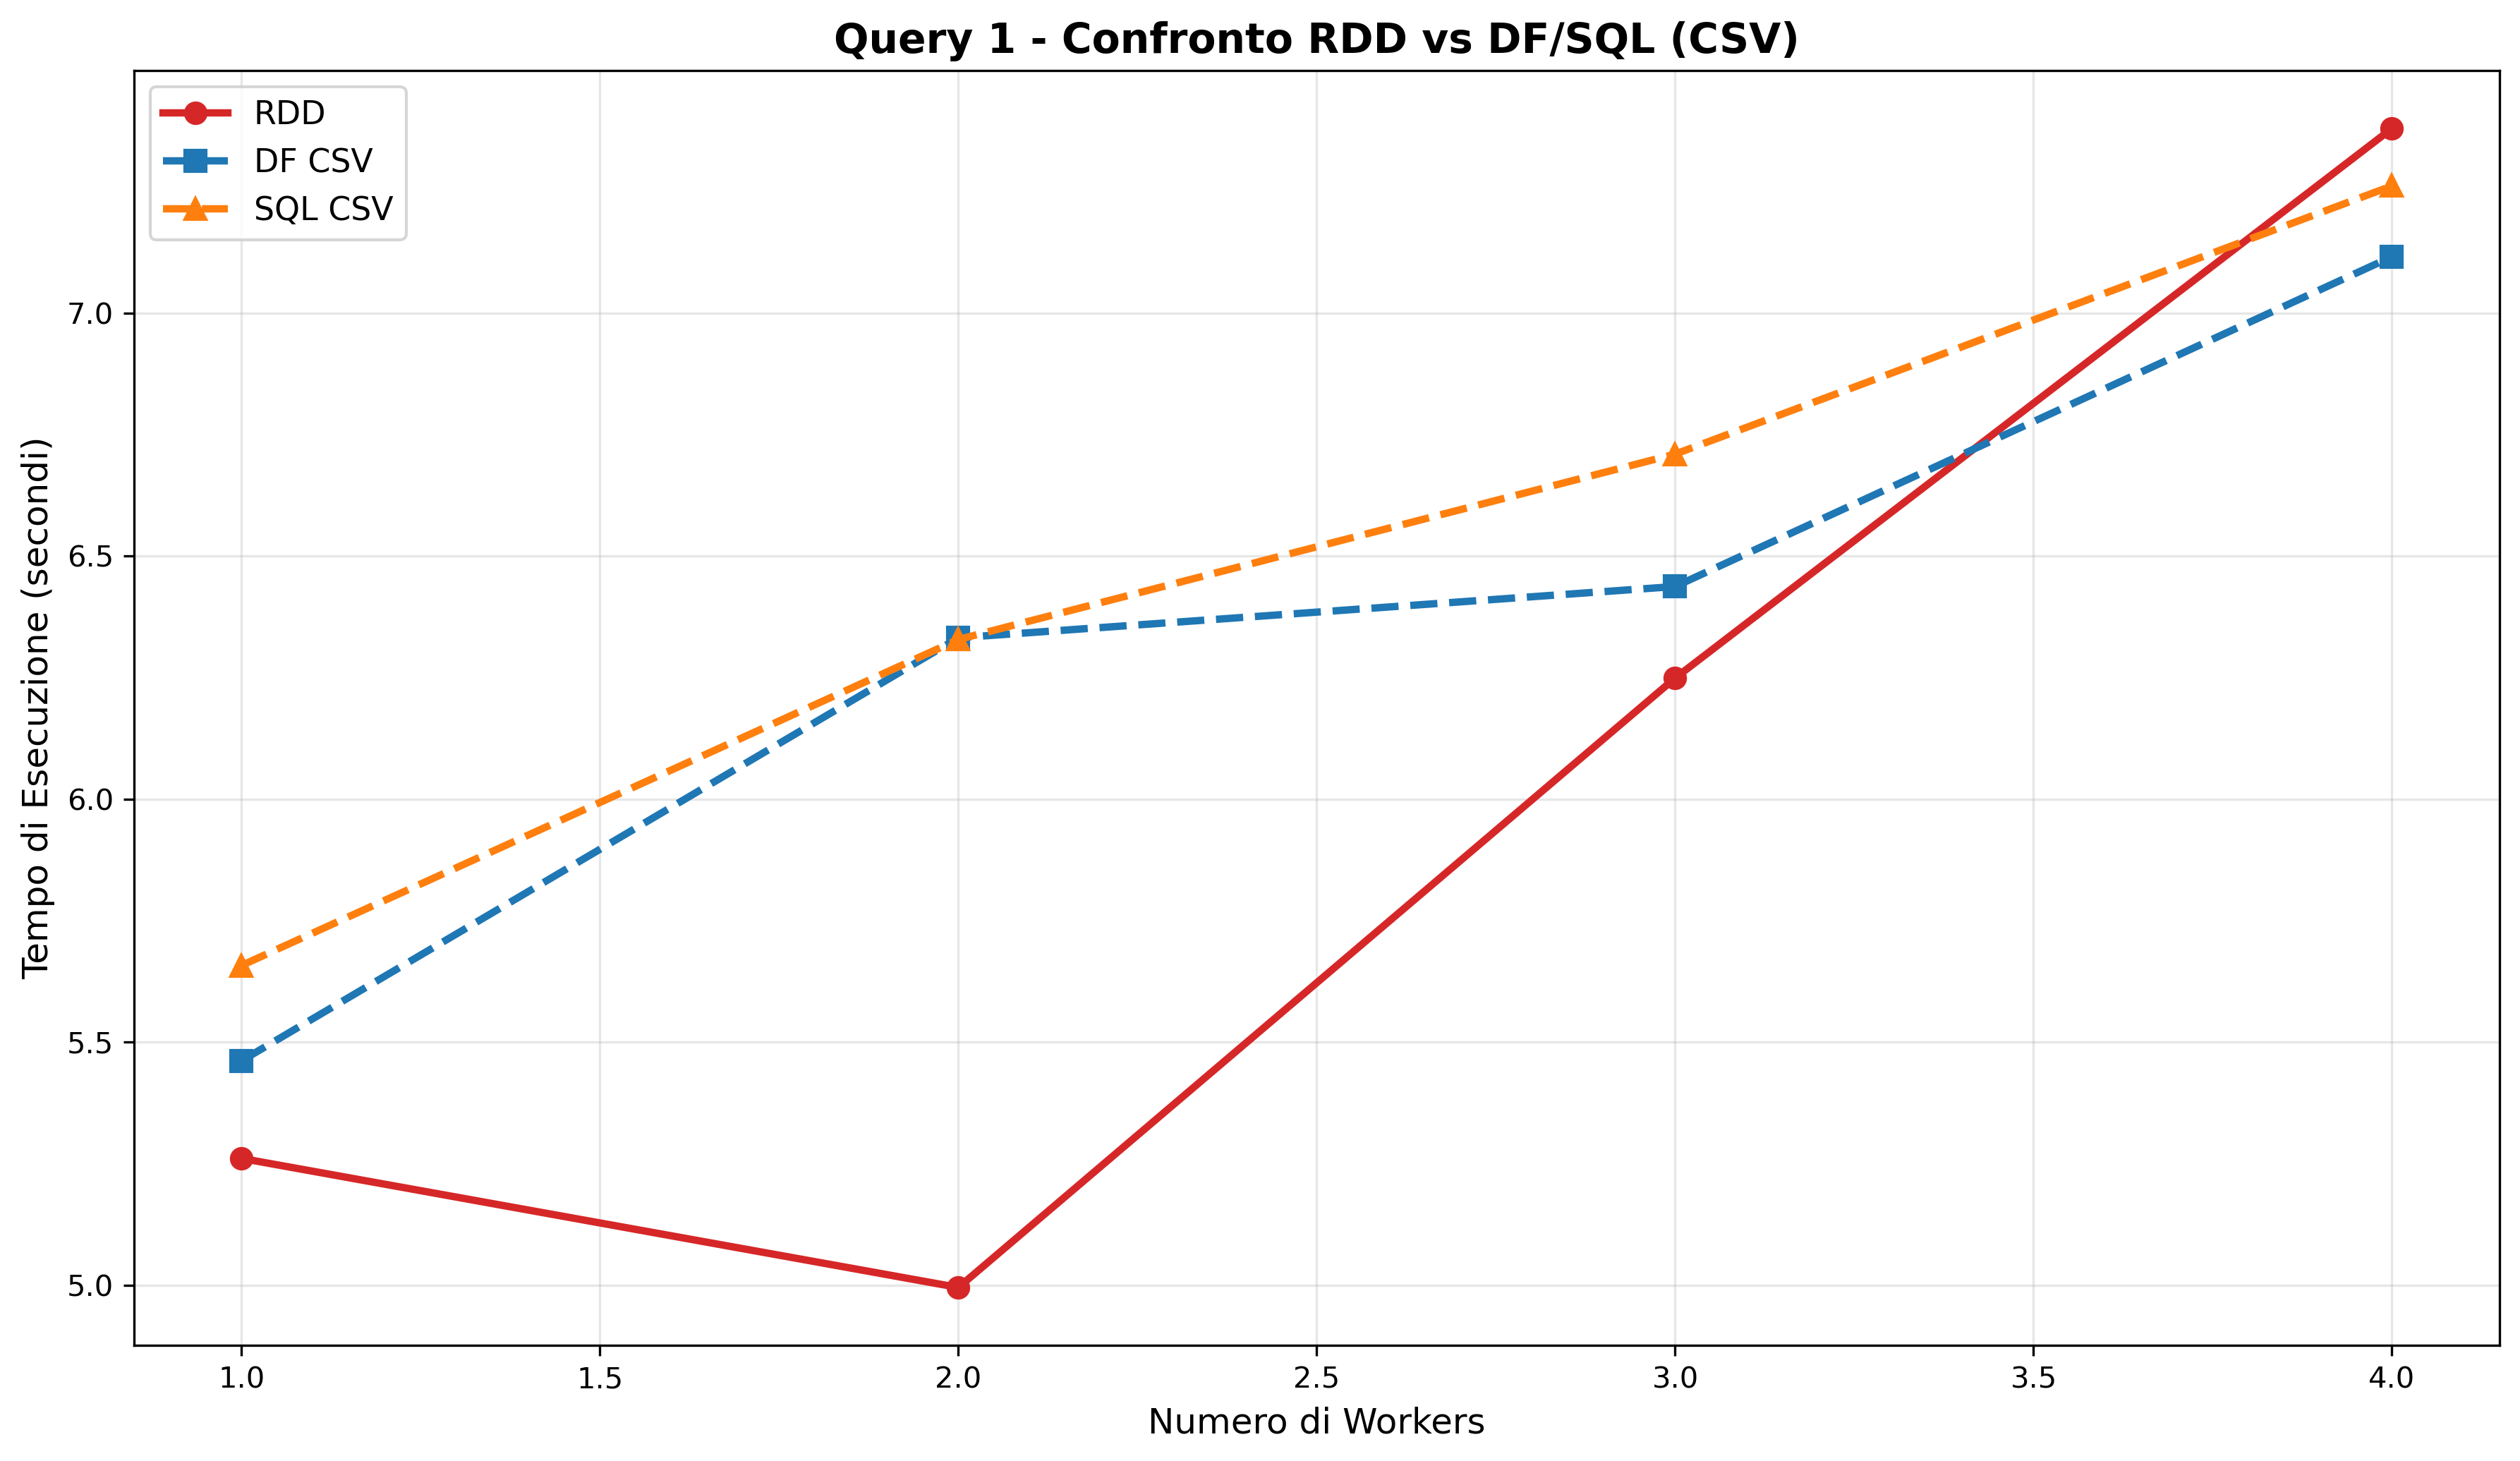 Query 1 - Confronto RDD vs DF/SQL (CSV)
RDD
DF CSV
SQL CSV
Tempo di Esecuzione (secondi)
7.0
6.5
6.0
5.5
5.0
1.0 1.5 2.0 2.5 3.0 3.5 4.0
Numero di Workers